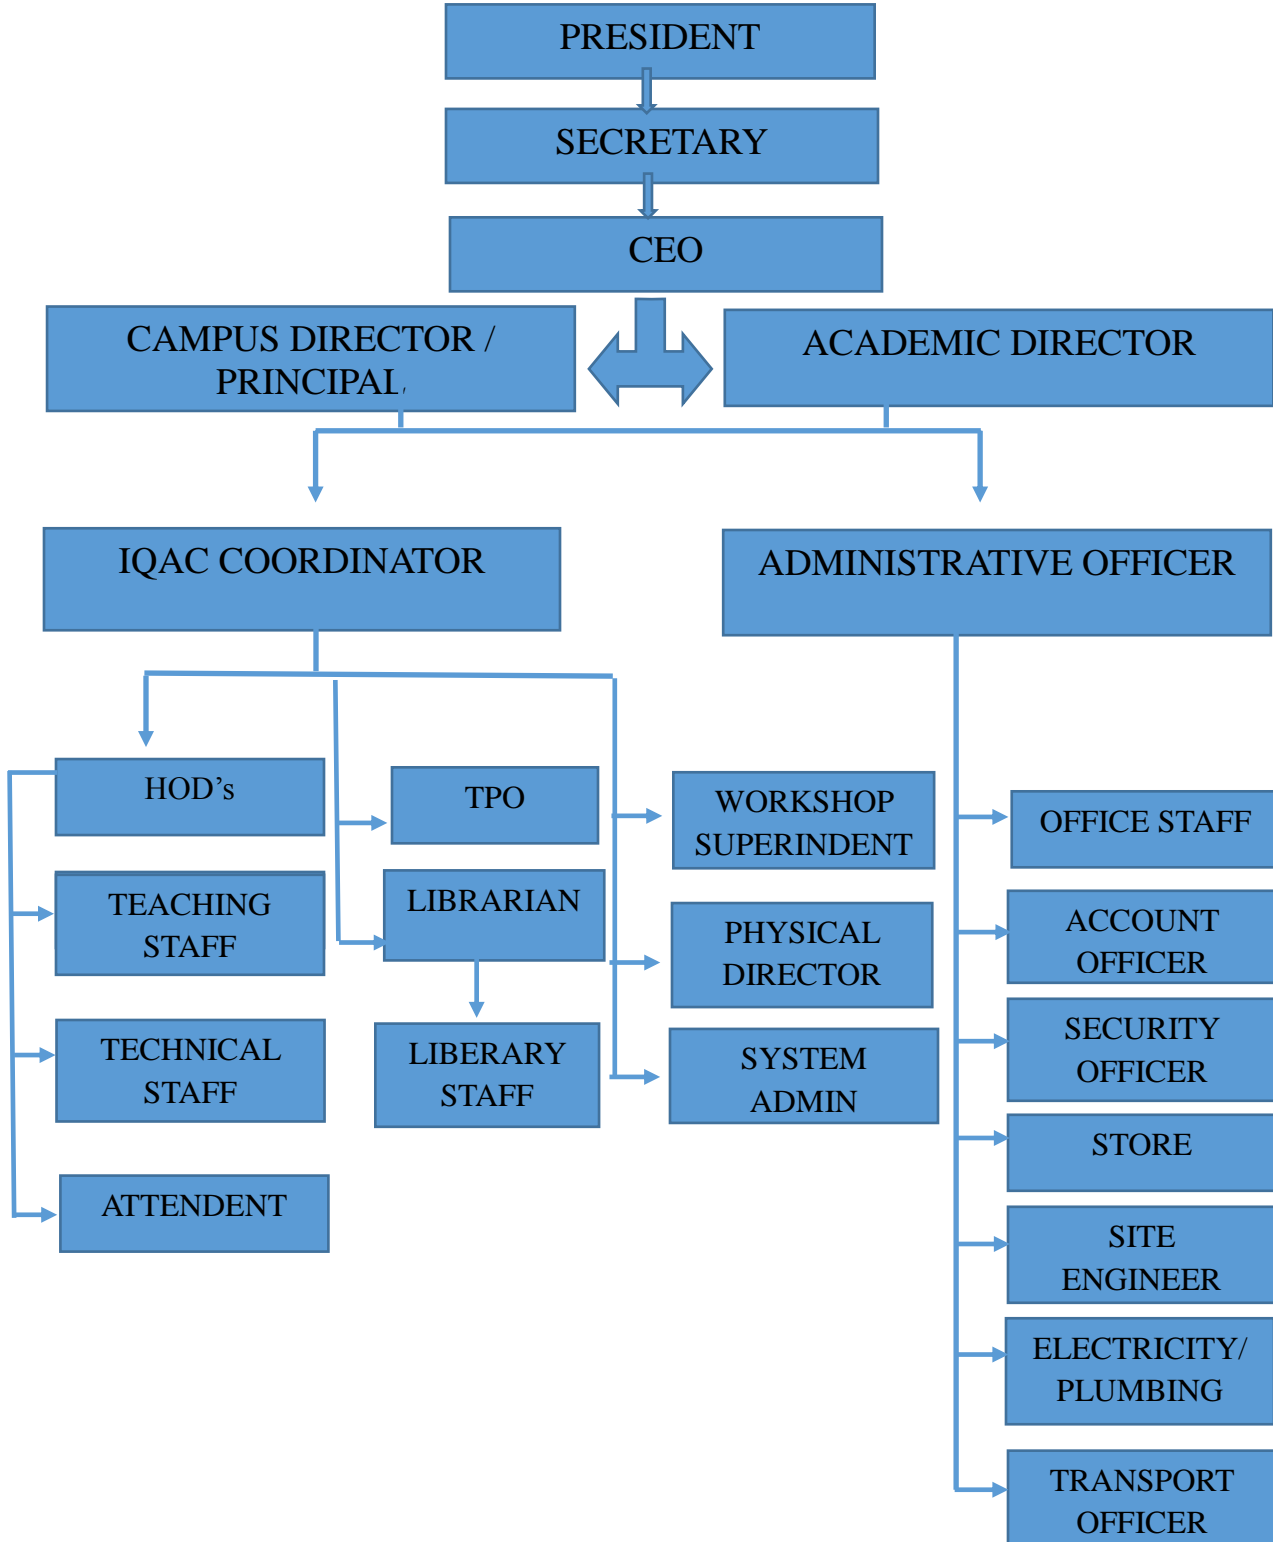 PRESIDENT
SECRETARY
CEO
CAMPUS DIRECTOR /
PRINCIPAL
ACADEMIC DIRECTOR
IQAC COORDINATOR
ADMINISTRATIVE OFFICER
HOD’s
TEACHING
STAFF
TECHNICAL
STAFF
ATTENDENT
TPO
LIBRARIAN
LIBERARY
STAFF
WORKSHOP
SUPERINDENT
PHYSICAL
DIRECTOR
SYSTEM
ADMIN
OFFICE STAFF
ACCOUNT
OFFICER
SECURITY
OFFICER
STORE
SITE
ENGINEER
ELECTRICITY/
PLUMBING
TRANSPORT
OFFICER